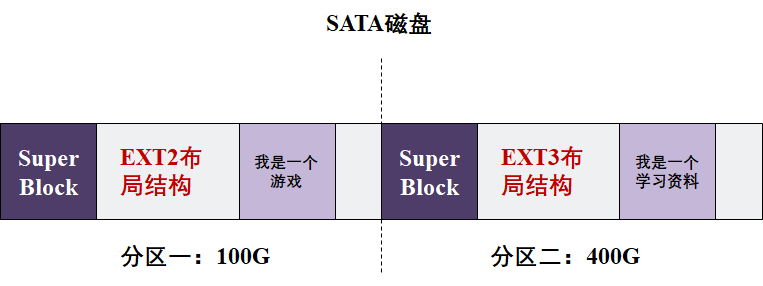 SATA磁盘
Super
Block
EXT2布
局结构
我是一个
游戏
Super
Block
EXT3布
局结构
我是一个
学习资料
分区一：100G
分区二：400G